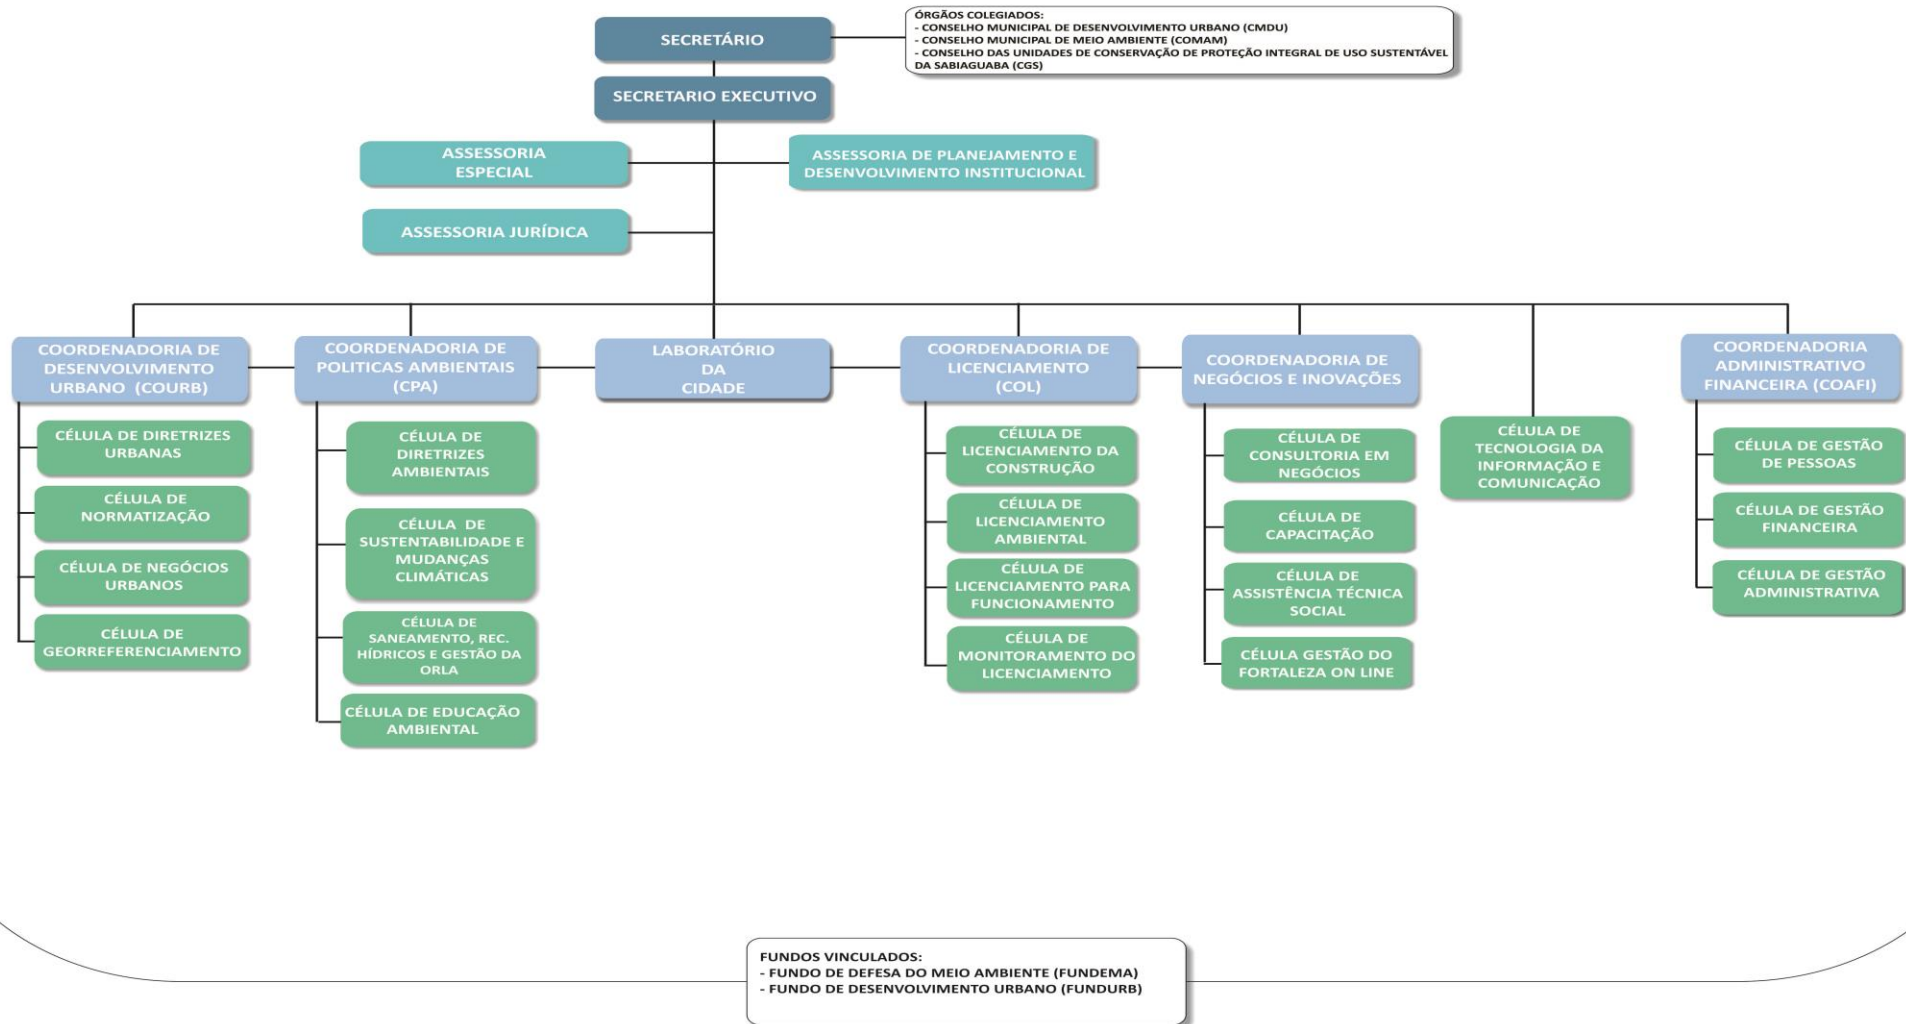 SECRETÁRIO
ÓRGÃOS COLEGIADOS:
- CONSELHO MUNICIPAL DE DESENVOLVIMENTO URBANO (CMDU)
- CONSELHO MUNICIPAL DE MEIO AMBIENTE (COMAM)
- CONSELHO DAS UNIDADES DE CONSERVAÇÃO DE PROTEÇÃO INTEGRAL DE USO SUSTENTÁVEL
DA SABIAGUABA (CGS)
SECRETARIO EXECUTIVO
ASSESSORIA
ESPECIAL
ASSESSORIA DE PLANEJAMENTO E
DESENVOLVIMENTO INSTITUCIONAL
ASSESSORIA JURÍDICA
COORDENADORIA DE
DESENVOLVIMENTO
URBANO (COURB)
CÉLULA DE DIRETRIZES
URBANAS
CÉLULA DE
NORMATIZAÇÃO
CÉLULA DE NEGÓCIOS
URBANOS
CÉLULA DE
GEORREFERENCIAMENTO
COORDENADORIA DE
POLITICAS AMBIENTAIS
(CPA)
CÉLULA DE
DIRETRIZES
AMBIENTAIS
CÉLULA DE
SUSTENTABILIDADE E
MUDANÇAS
CLIMÁTICAS
CÉLULA DE
SANEAMENTO, REC.
HÍDRICOS E GESTÃO DA
ORLA
CÉLULA DE EDUCAÇÃO
AMBIENTAL
LABORATÓRIO
DA
CIDADE
COORDENADORIA DE
LICENCIAMENTO
(COL)
CÉLULA DE
LICENCIAMENTO DA
CONSTRUÇÃO
CÉLULA DE
LICENCIAMENTO
AMBIENTAL
CÉLULA DE
LICENCIAMENTO PARA
FUNCIONAMENTO
CÉLULA DE
MONITORAMENTO DO
LICENCIAMENTO
COORDENADORIA DE
NEGÓCIOS E INOVAÇÕES
CÉLULA DE
CONSULTORIA EM
NEGÓCIOS
CÉLULA DE
CAPACITAÇÃO
CÉLULA DE
ASSISTÊNCIA TÉCNICA
SOCIAL
CÉLULA GESTÃO DO
FORTALEZA ON LINE
CÉLULA DE
TECNOLOGIA DA
INFORMAÇÃO E
COMUNICAÇÃO
COORDENADORIA
ADMINISTRATIVO
FINANCEIRA (COAFI)
CÉLULA DE GESTÃO
DE PESSOAS
CÉLULA DE GESTÃO
FINANCEIRA
CÉLULA DE GESTÃO
ADMINISTRATIVA
FUNDOS VINCULADOS:
- FUNDO DE DEFESA DO MEIO AMBIENTE (FUNDEMA)
- FUNDO DE DESENVOLVIMENTO URBANO (FUNDURB)